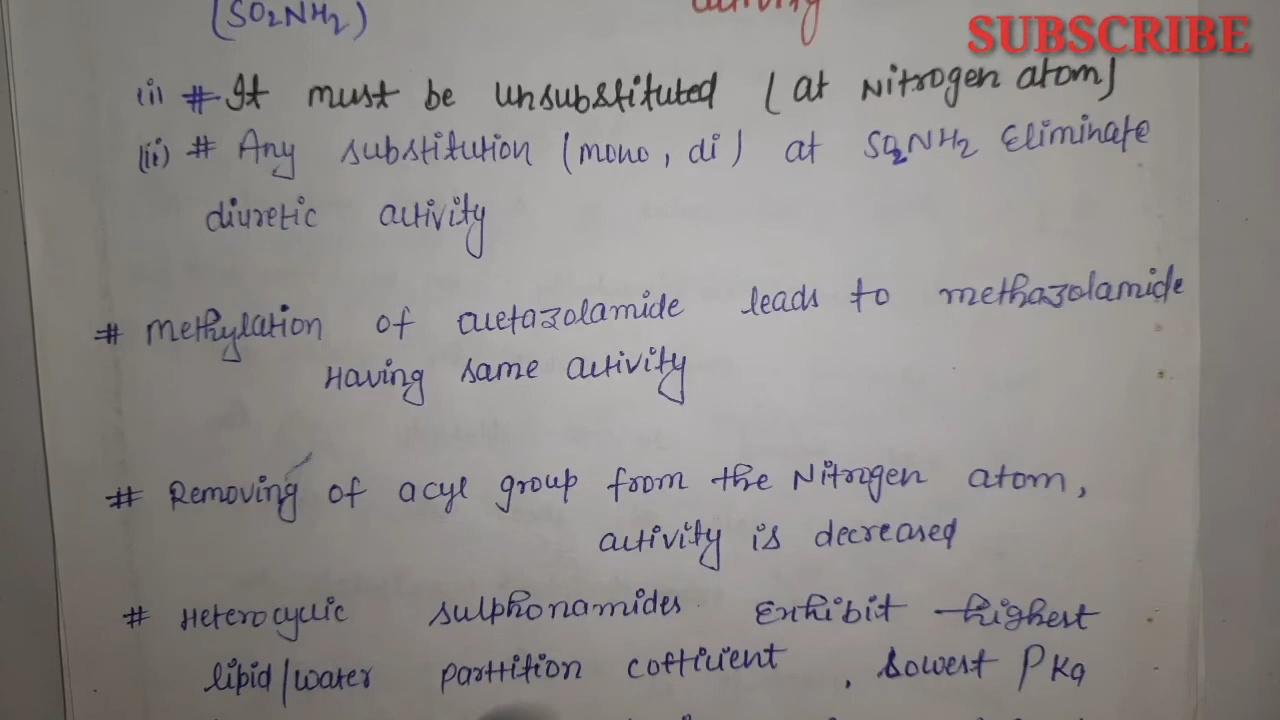 (SO2NH2) activity
SUBSCRIBE
(i) # It must be unsubstituted (at Nitrogen atom)
(ii) # Any substitution (mono, di) at SO2NH2 Eliminate
diuretic activity
# Methylation of acetazolamide leads to methazolamide
Having same activity
# Removing of acyl group from the Nitrogen atom,
activity is decreased
# Heterocyclic sulphonamides Exhibit highest
lipid/water parttition cofficient , Lowest Pka